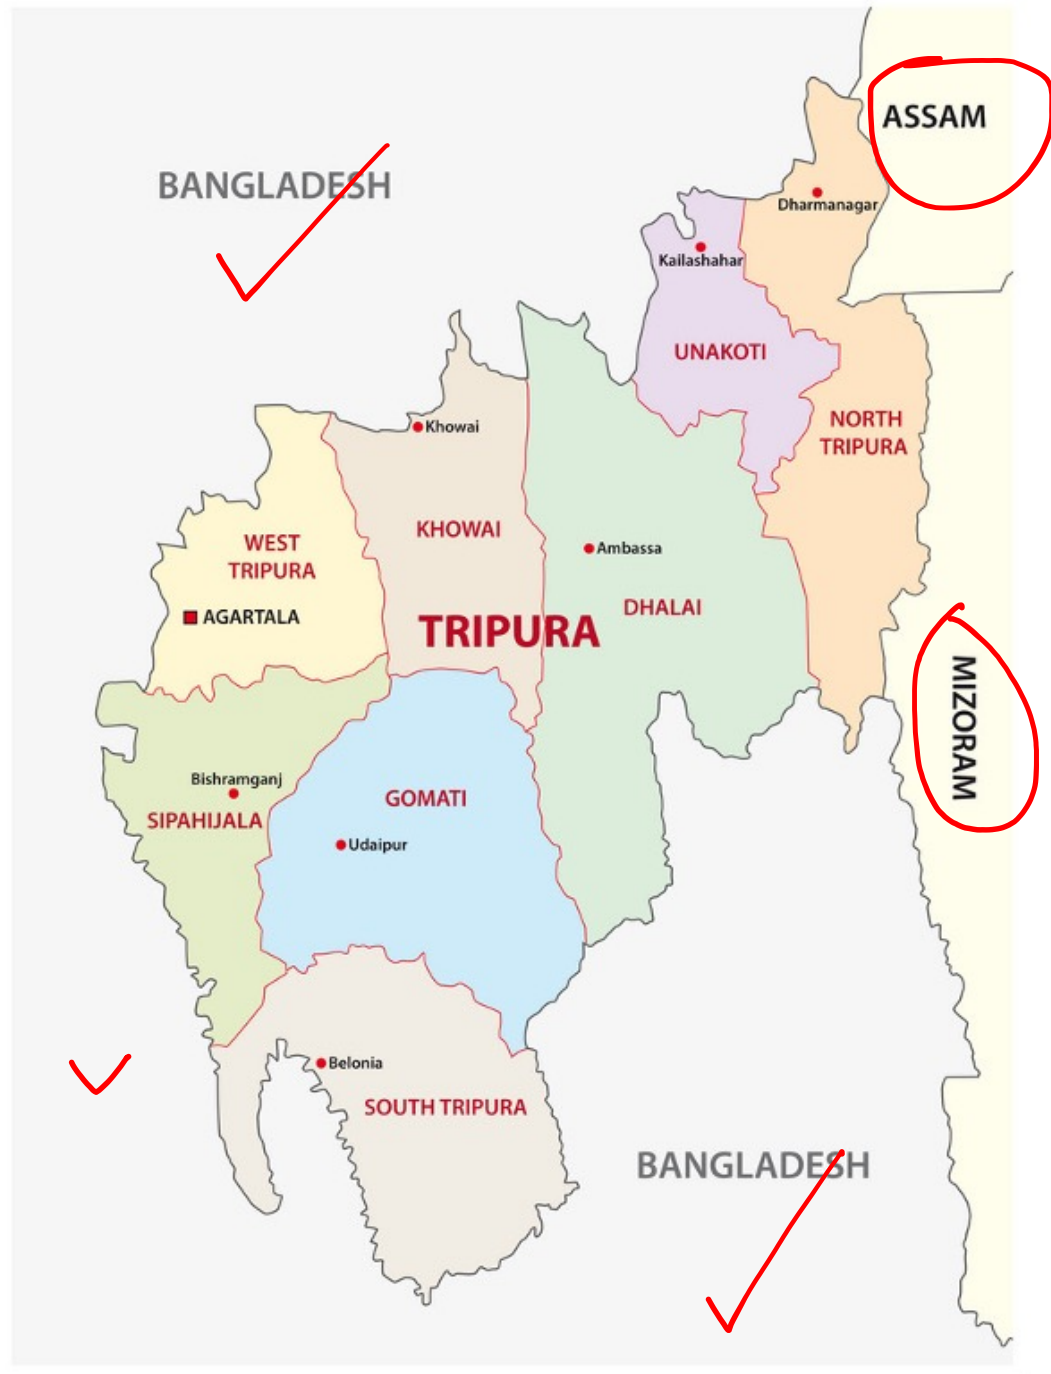 ASSAM
BANGLADESH
Dharmanagar
Kailashahar
UNAKOTI
NORTH
TRIPURA
Khowai
KHOWAI
WEST
TRIPURA
Ambassa
DHALAI
AGARTALA
TRIPURA
MIZORAM
Bishramganj
SIPAHIJALA
GOMATI
Udaipur
Belonia
SOUTH TRIPURA
BANGLADESH